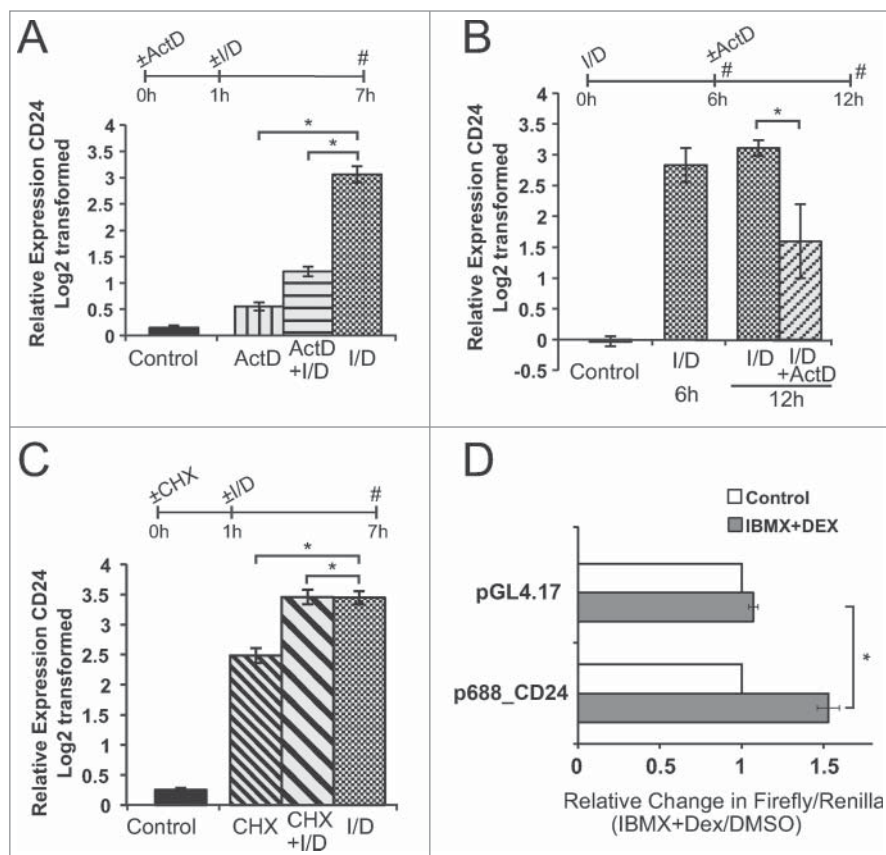 A
±ActD
±I/D
#
0h
1h
7h
Relative Expression CD24
Log2 transformed
4
3.5
3
2.5
2
1.5
1
0.5
0
*
*
Control
ActD
ActD
+I/D
I/D
B
I/D
±ActD
#
#
0h
6h
12h
Relative Expression CD24
Log2 transformed
4
3.5
3
2.5
2
1.5
1
0.5
0
-0.5
*
Control
I/D
I/D
I/D
+ActD
6h
12h
C
±CHX
±I/D
#
0h
1h
7h
Relative Expression CD24
Log2 transformed
4
3.5
3
2.5
2
1.5
1
0.5
0
*
*
Control
CHX
CHX
+I/D
I/D
D
Control
IBMX+DEX
pGL4.17
p688_CD24
*
0
0.5
1
1.5
Relative Change in Firefly/Renilla
(IBMX+Dex/DMSO)